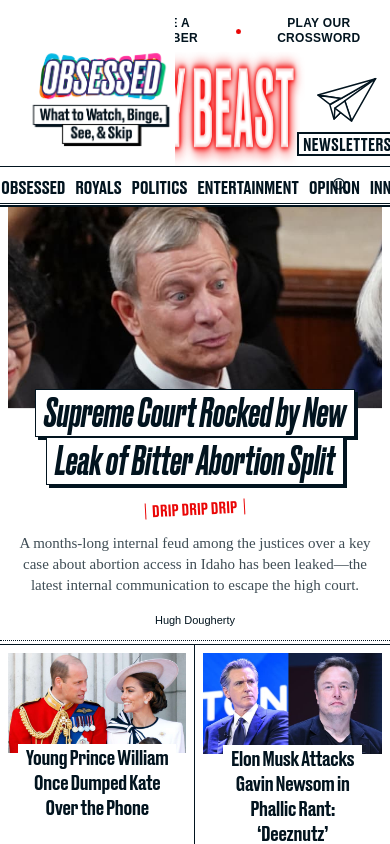 E A
BER
PLAY OUR
CROSSWORD
OBSESSED
What to Watch, Binge,
See, & Skip
Y BEAST
NEWSLETTERS
OBSESSED ROYALS POLITICS ENTERTAINMENT OPINION INN
Supreme Court Rocked by New
Leak of Bitter Abortion Split
DRIP DRIP DRIP
A months-long internal feud among the justices over a key
case about abortion access in Idaho has been leaked—the
latest internal communication to escape the high court.
Hugh Dougherty
Young Prince William
Once Dumped Kate
Over the Phone
TON
Elon Musk Attacks
Gavin Newsom in
Phallic Rant:
‘Deeznutz’